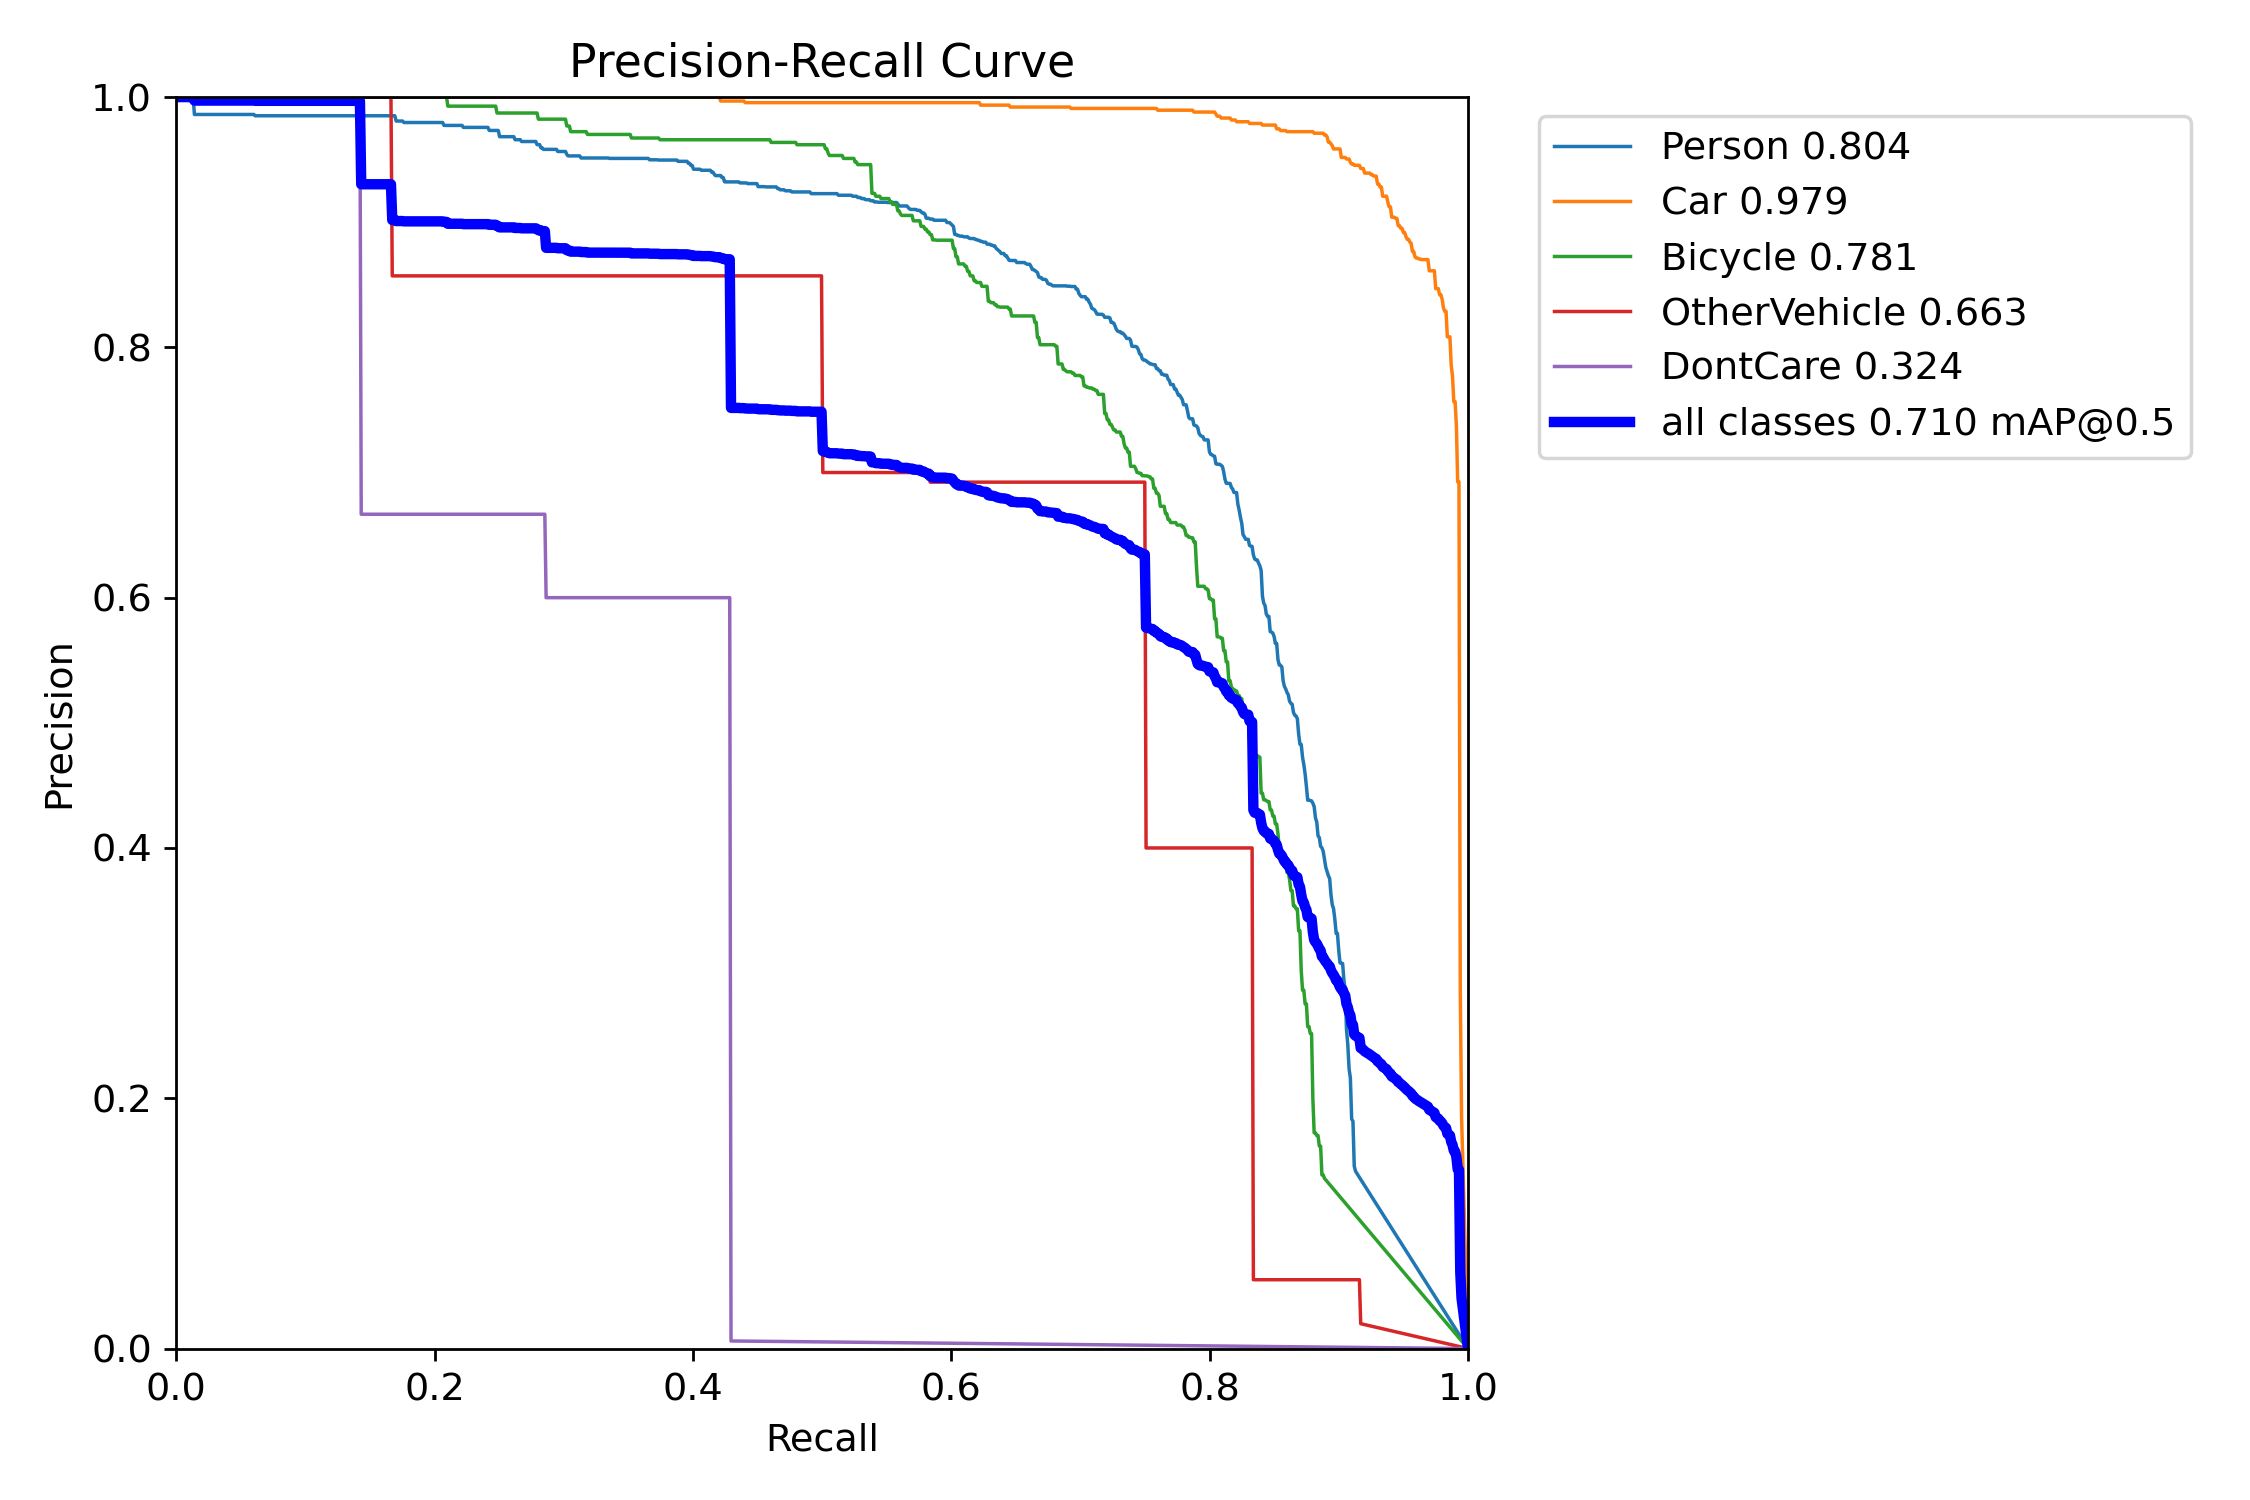 Precision-Recall Curve
1.0
0.8
0.6
0.4
0.2
0.0
Precision
0.0 0.2 0.4 0.6 0.8 1.0
Recall
Person 0.804
Car 0.979
Bicycle 0.781
OtherVehicle 0.663
DontCare 0.324
all classes 0.710 mAP@0.5